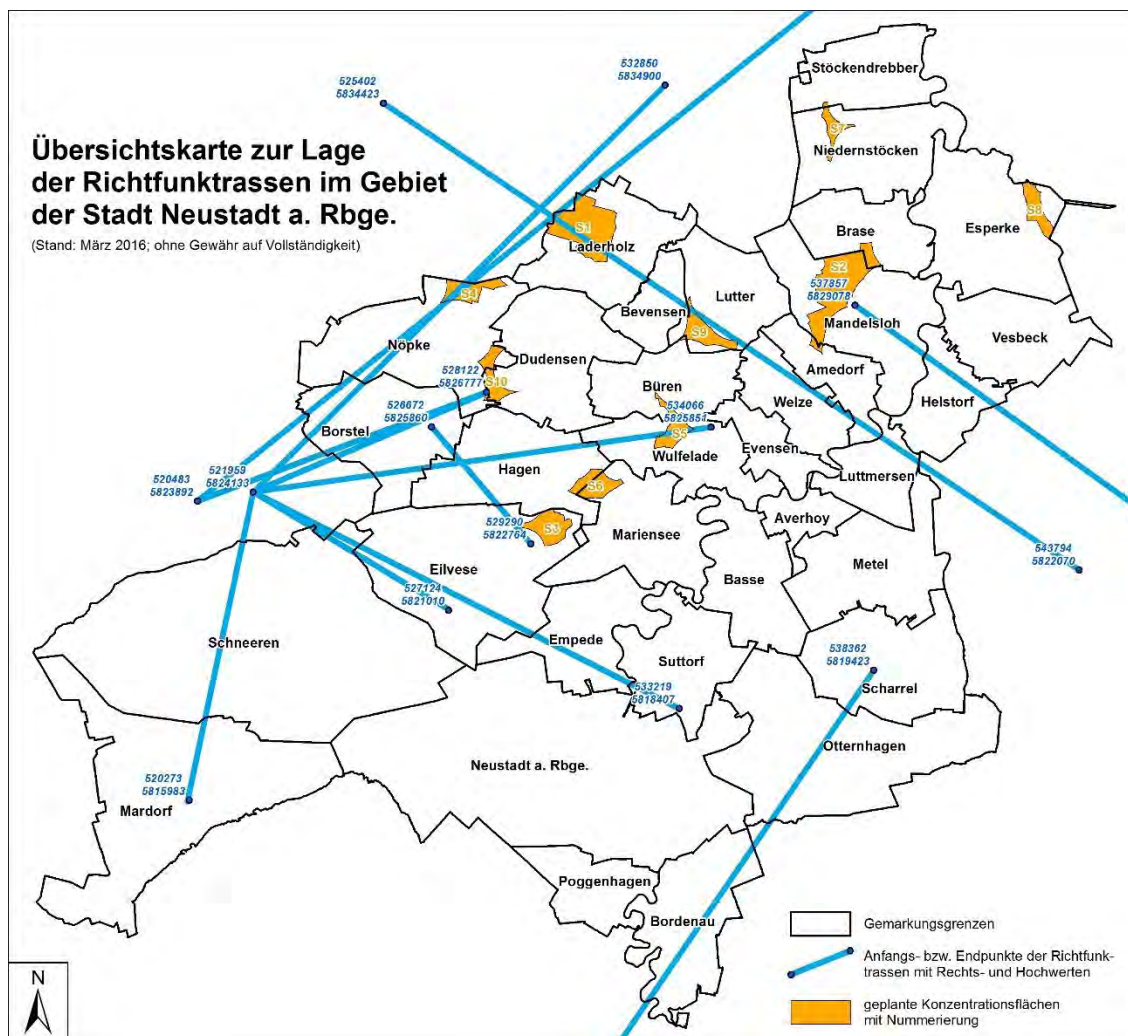 532850
5834900
525402
5834423
Übersichtskarte zur Lage
der Richtfunktrassen im Gebiet
der Stadt Neustadt a. Rbge.
(Stand: März 2016; ohne Gewähr auf Vollständigkeit)
Stöckendrebber
S7
Niedernstöcken
S8
Esperke
S1
Laderholz
Brase
S2
537857
5829078
Mandelsloh
S4
Lutter
Bevensen
S9
Vesbeck
Nöpke
Dudensen
Amedorf
528122
5826777
S10
Büren
Helstorf
526672
5825860
534066
5825851
Welze
Borstel
S5
Wulfelade
Evensen
Hagen
521959
5824133
520483
5823892
S6
Luttmersen
Averhoy
529290
5822764
S3
Mariensee
Metel
543794
5822070
Eilvese
Basse
527124
5821010
Schneeren
Empede
Suttorf
538362
5819423
Scharrel
533219
5818407
Otternhagen
Neustadt a. Rbge.
520273
5815983
Mardorf
Poggenhagen
Bordenau
Gemarkungsgrenzen
Anfangs- bzw. Endpunkte der Richtfunk-
trassen mit Rechts- und Hochwerten
geplante Konzentrationsflächen
mit Nummerierung
N